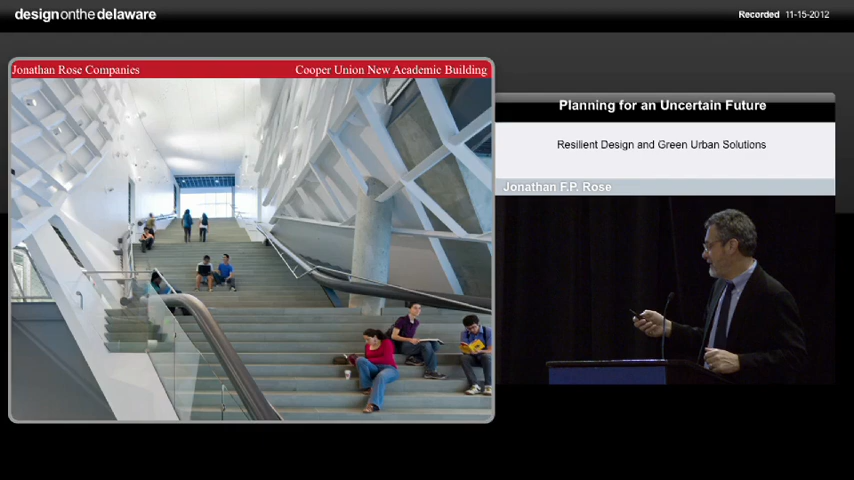 designonthedelaware
Recorded 11-15-2012
Jonathan Rose Companies
Cooper Union New Academic Building
Planning for an Uncertain Future
Resilient Design and Green Urban Solutions
Jonathan F.P. Rose